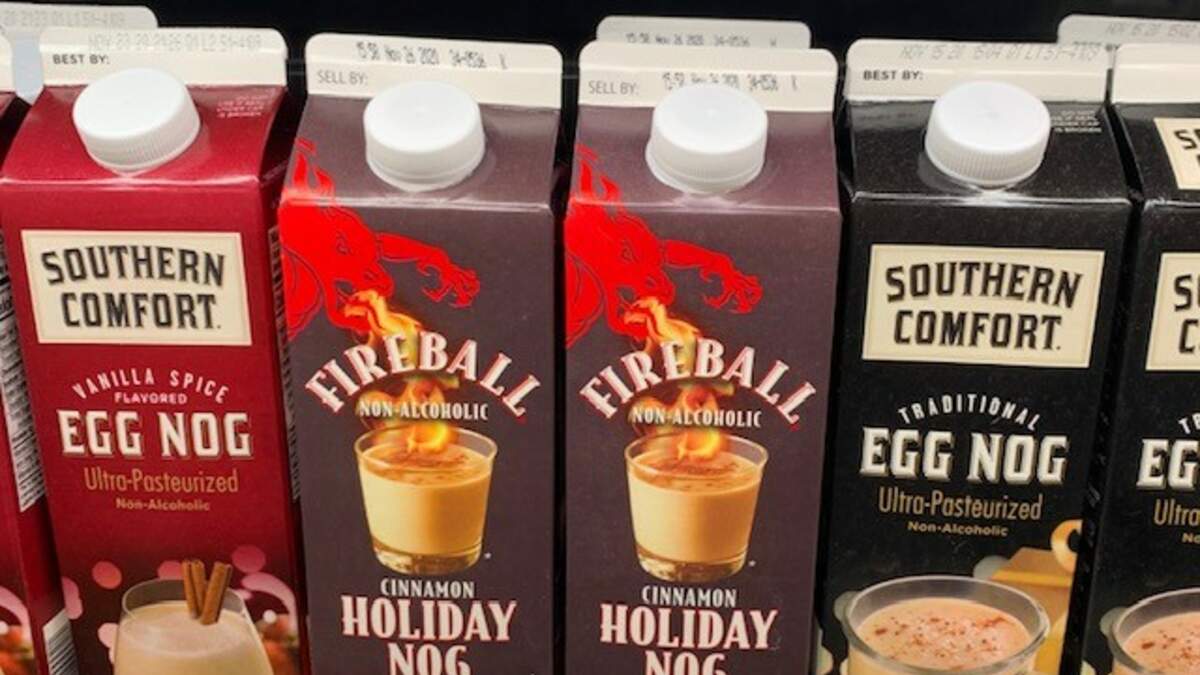 BEST BY:
SOUTHERN
COMFORT.
VANILLA SPICE
FLAVORED
EGG NOG
Ultra-Pasteurized
Non-Alcoholic
SELL BY:
FIREBALL
NON-ALCOHOLIC
CINNAMON
HOLIDAY
NOG
SELL BY:
FIREBALL
NON-ALCOHOLIC
CINNAMON
HOLIDAY
NOG
BEST BY:
SOUTHERN
COMFORT.
TRADITIONAL
EGG NOG
Ultra-Pasteurized
Non-Alcoholic